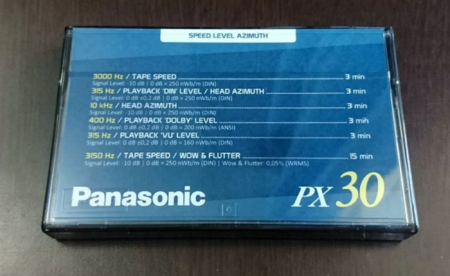 SPEED LEVEL AZIMUTH
3000 Hz / TAPE SPEED 3 min
Signal Level: -10 dB | 0 dB = 250 nWb/m (DIN)
315 Hz / PLAYBACK 'DIN' LEVEL / HEAD AZIMUTH 3 min
Signal Level: 0 dB ±0,2 dB | 0 dB = 250 nWb/m (DIN)
10 kHz / HEAD AZIMUTH 3 min
Signal Level: -10 dB | 0 dB = 250 nWb/m (DIN)
400 Hz / PLAYBACK 'DOLBY' LEVEL 3 min
Signal Level: 0 dB ±0,2 dB | 0 dB = 200 nWb/m (ANSI)
315 Hz / PLAYBACK 'VU' LEVEL 3 min
Signal Level: 0 dB ±0,2 dB | 0 dB = 160 nWb/m (DIN)
3150 Hz / TAPE SPEED / WOW & FLUTTER 15 min
Signal Level: -10 dB | 0 dB = 250 nWb/m (DIN) | Wow & Flutter: 0,05% (WRMS)
Panasonic PX 30